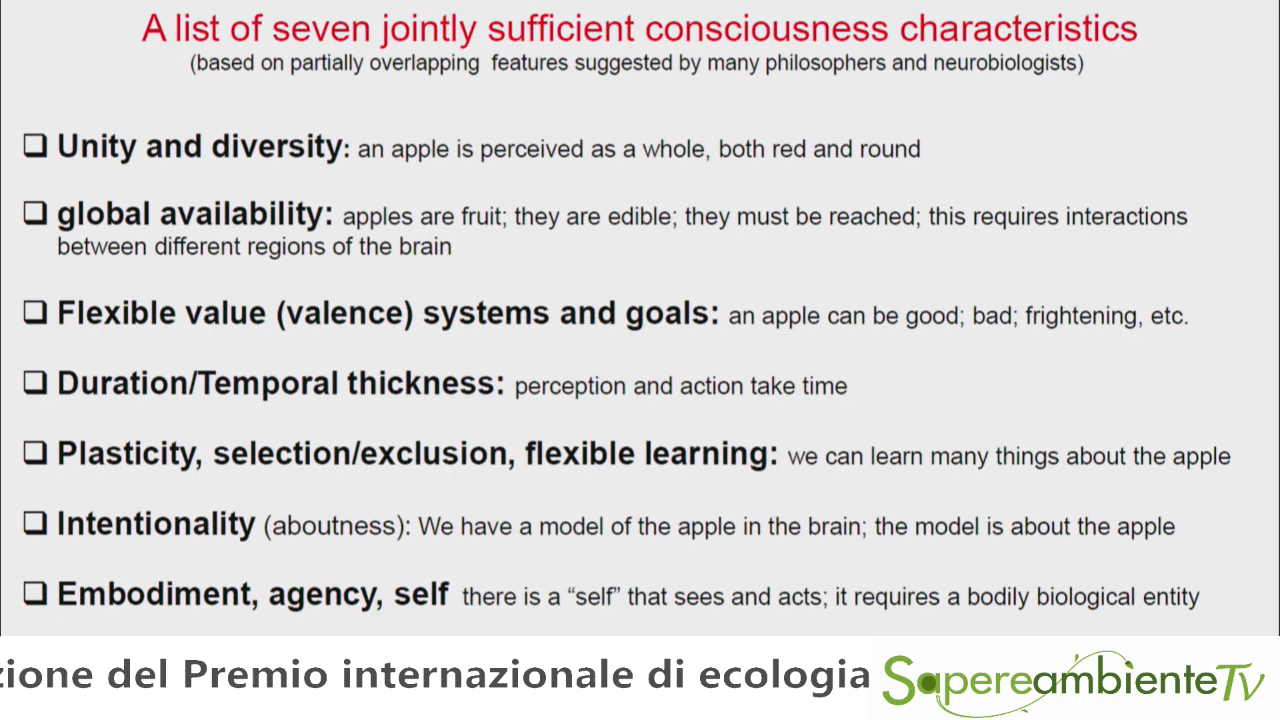 A list of seven jointly sufficient consciousness characteristics
(based on partially overlapping features suggested by many philosophers and neurobiologists)
❑ Unity and diversity: an apple is perceived as a whole, both red and round
❑ global availability: apples are fruit; they are edible; they must be reached; this requires interactions
between different regions of the brain
❑ Flexible value (valence) systems and goals: an apple can be good; bad; frightening, etc.
❑ Duration/Temporal thickness: perception and action take time
❑ Plasticity, selection/exclusion, flexible learning: we can learn many things about the apple
❑ Intentionality (aboutness): We have a model of the apple in the brain; the model is about the apple
❑ Embodiment, agency, self there is a “self” that sees and acts; it requires a bodily biological entity
zione del Premio internazionale di ecologia
SapereambienteTv